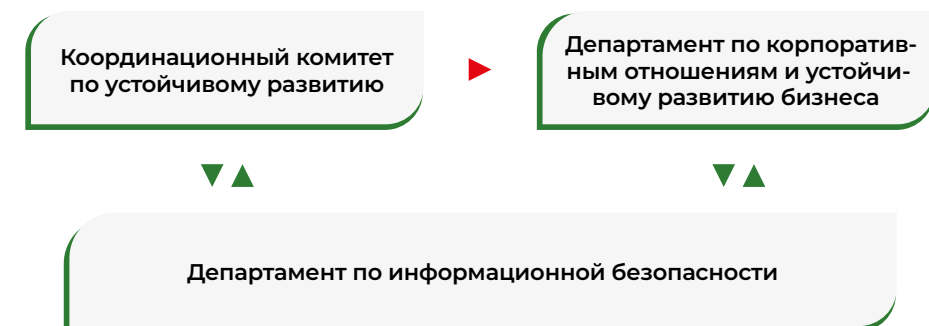 Координационный комитет
по устойчивому развитию
Департамент по корпоратив-
ным отношениям и устойчи-
вому развитию бизнеса
Департамент по информационной безопасности